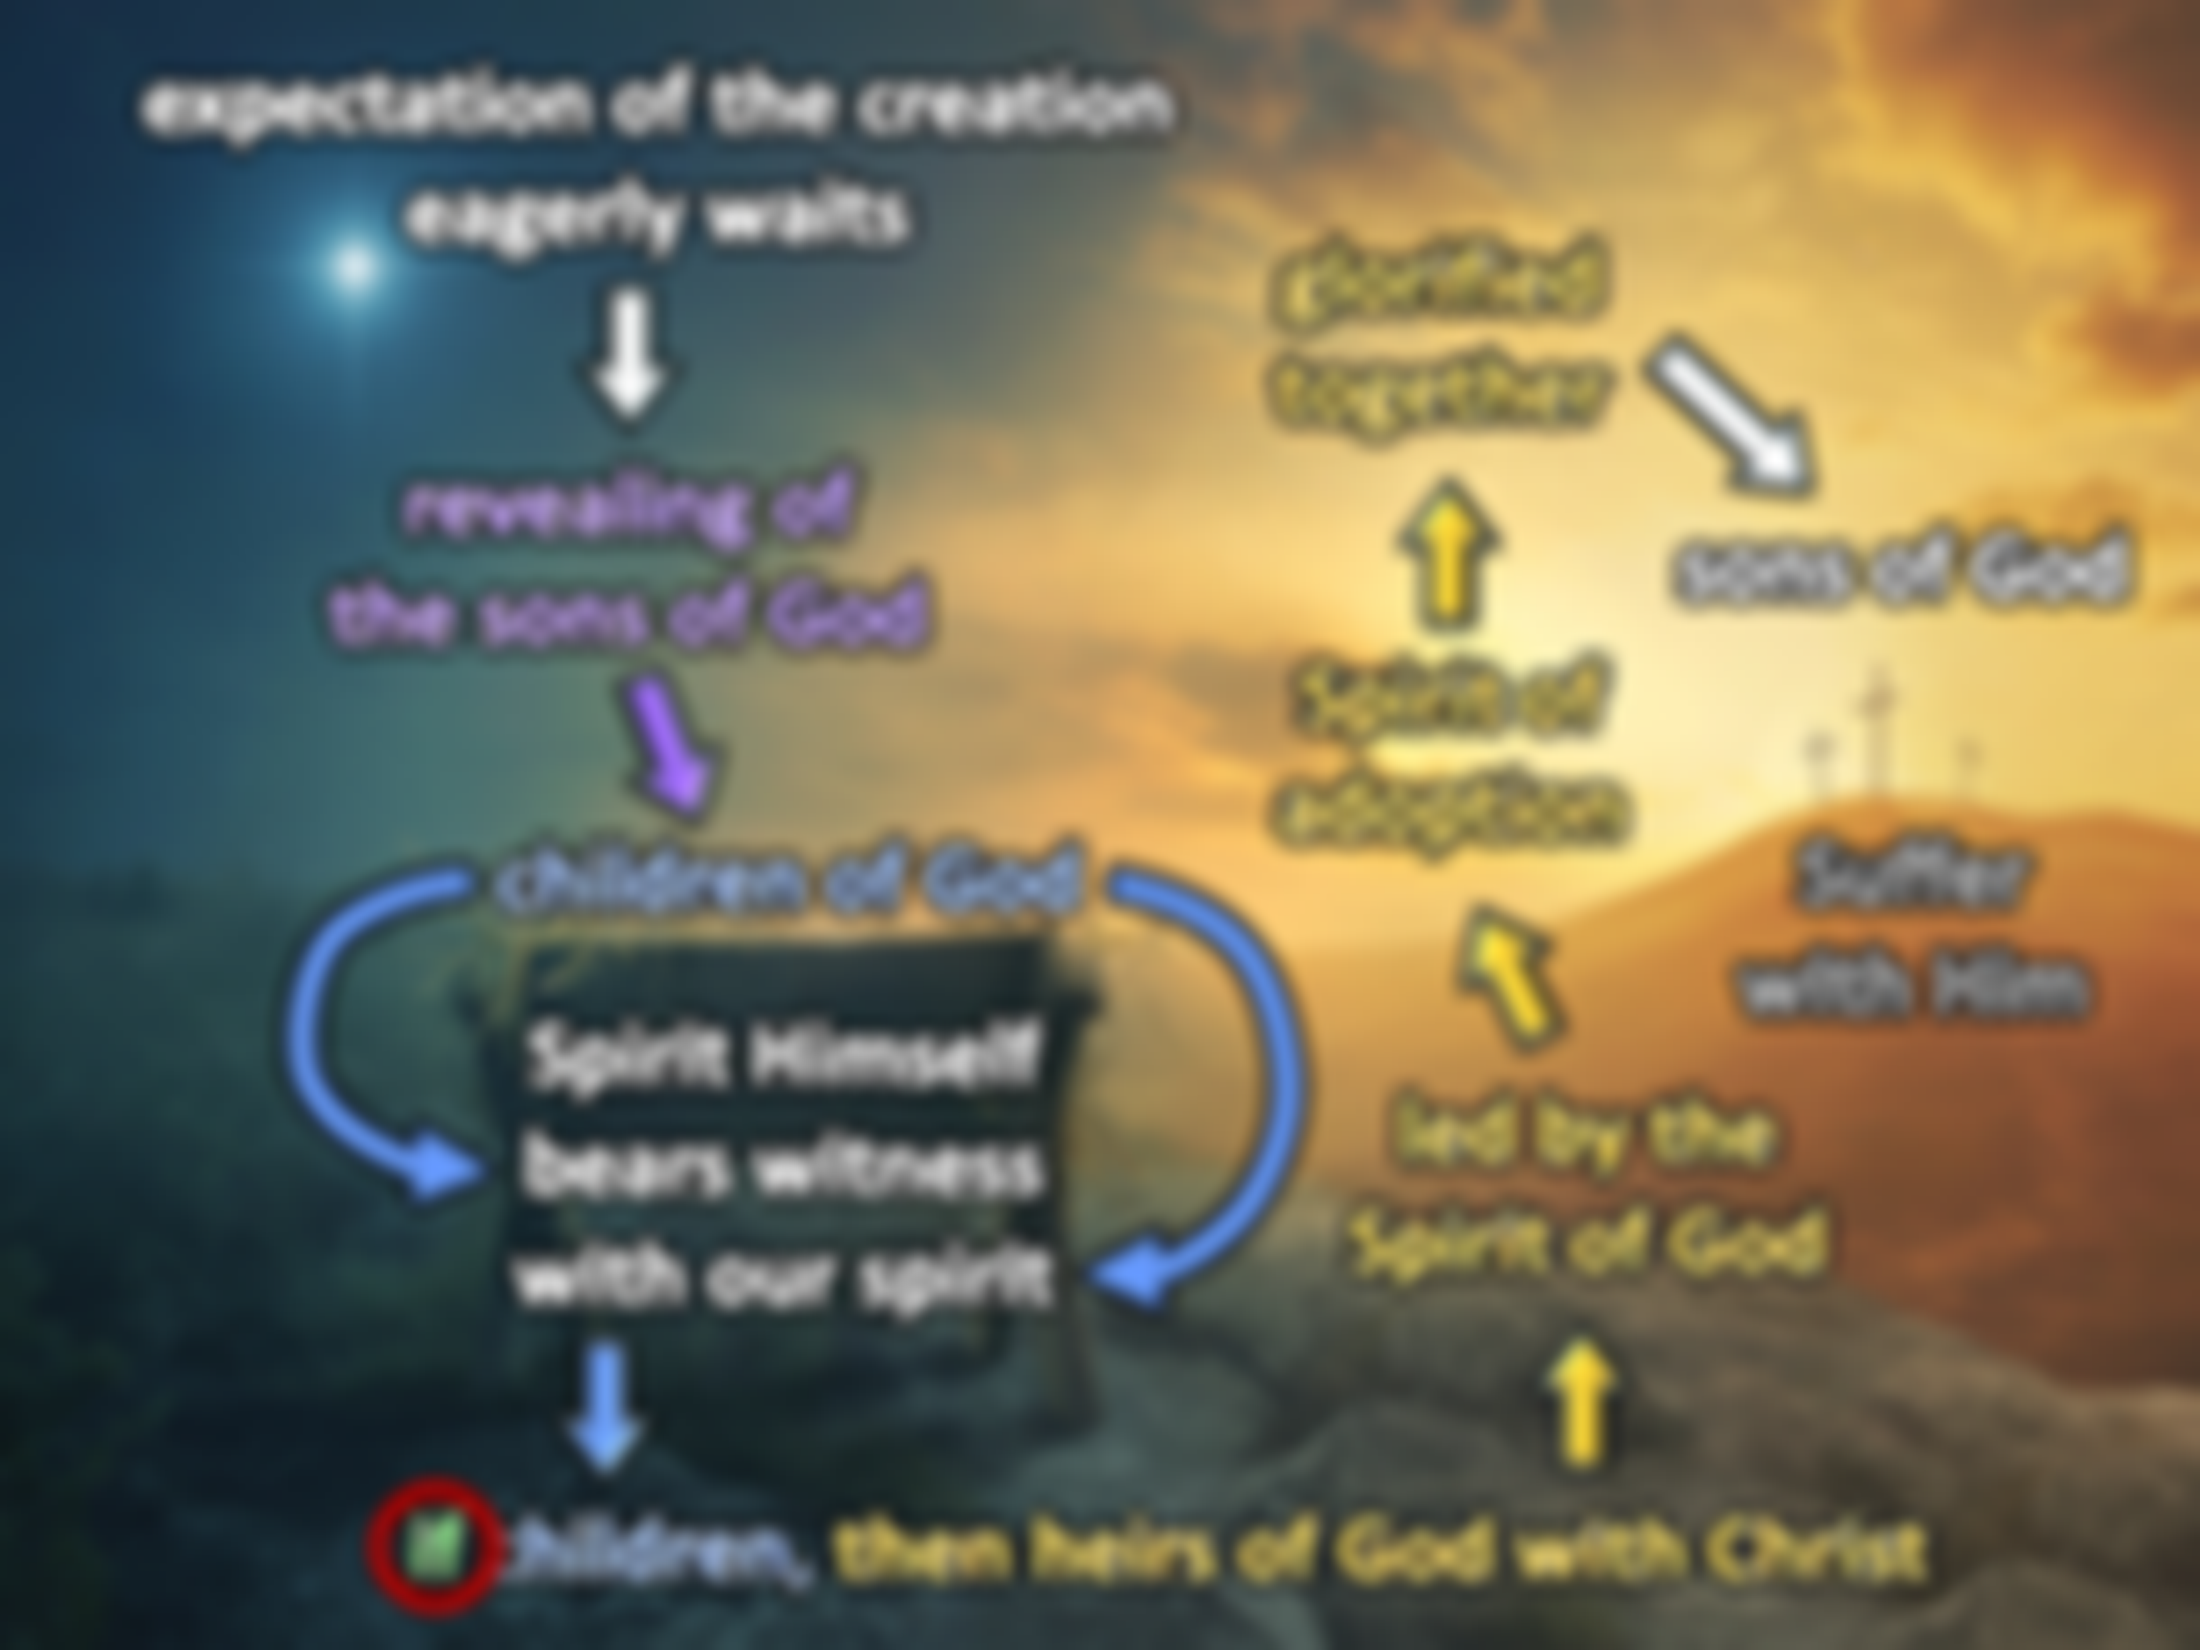 expectation of the creation
eagerly waits
revealing of
the sons of God
children of God
Spirit Himself
bears witness
with our spirit
if children, then heirs of God with Christ
led by the
Spirit of God
Spirit of
adoption
glorified
together
sons of God
Suffer
with Him